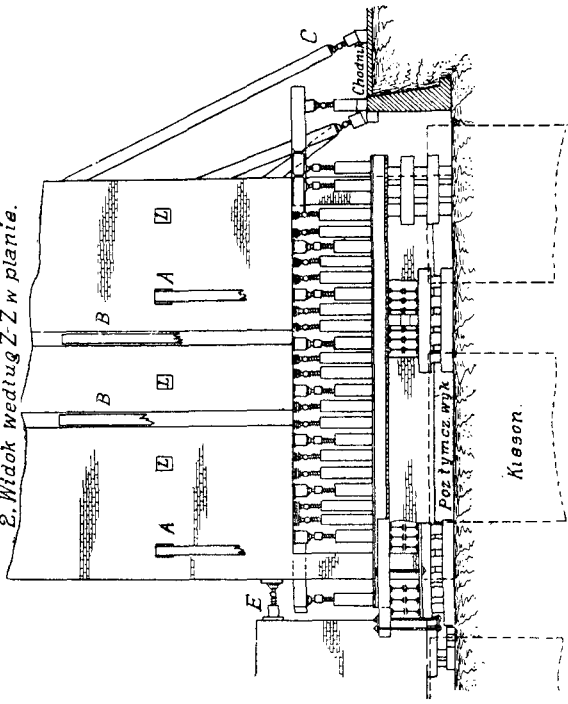 2. Widok według Z-Z w planie.
C
Chodnik
B
A
B
A
E
Poz tymcz. wyk
Kieson.